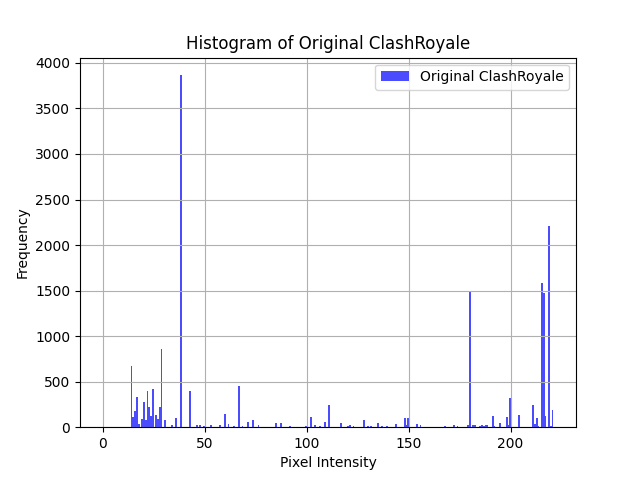 Histogram of Original ClashRoyale
Original ClashRoyale
4000
3500
3000
2500
2000
1500
1000
500
0
Frequency
0 50 100 150 200
Pixel Intensity